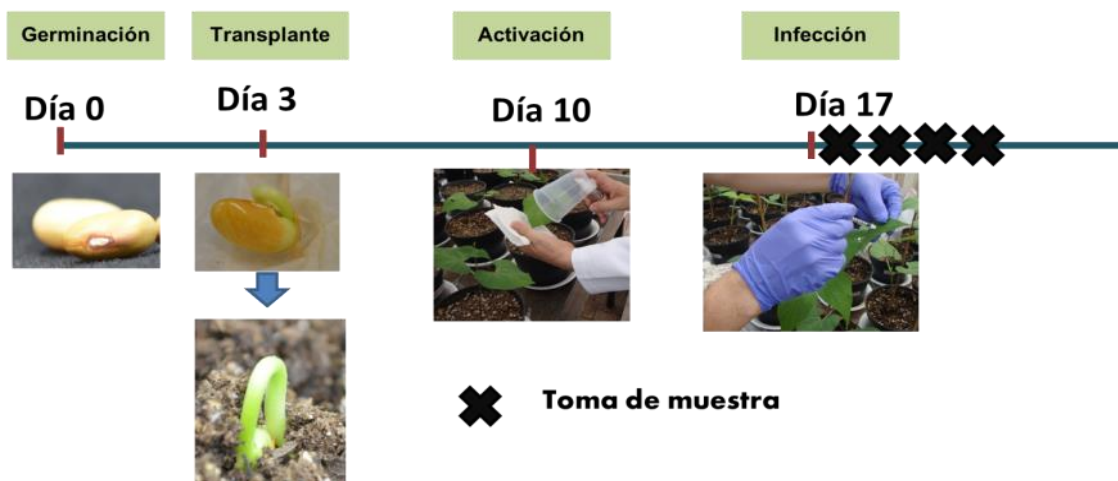 Germinación
Transplante
Activación
Infección
Día 0
Día 3
Día 10
Día 17
Toma de muestra